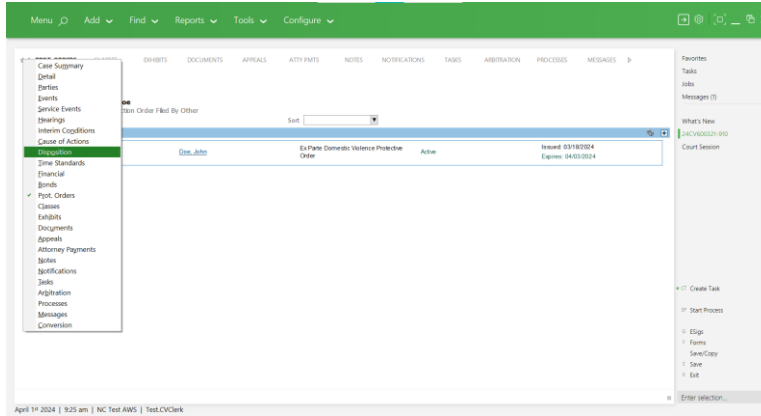 Menu Add Find Reports Tools Configure
EXHIBITS DOCUMENTS APPEALS ATTY PMTS NOTES NOTIFICATIONS TASKS ARBITRATION PROCESSES MESSAGES
Case Summary
Detail
Parties
Events
Service Events
Hearings
Interim Conditions
Cause of Actions
Disposition
Time Standards
Financial
Bonds
Prot. Orders
Classes
Exhibits
Documents
Appeals
Attorney Payments
Notes
Notifications
Tasks
Arbitration
Processes
Messages
Conversion
Order Filed By Other
Sort
Doe, John
Ex Parte Domestic Violence Protective
Order
Active
Issued: 03/18/2024
Expires: 04/03/2024
Favorites
Tasks
Jobs
Messages (1)
What's New
24CV600321-910
Court Session
Create Task
Start Process
ESigs
Forms
Save/Copy
Save
Exit
Enter selection...
April 1st 2024 | 9:25 am | NC Test AWS | Test.CVClerk